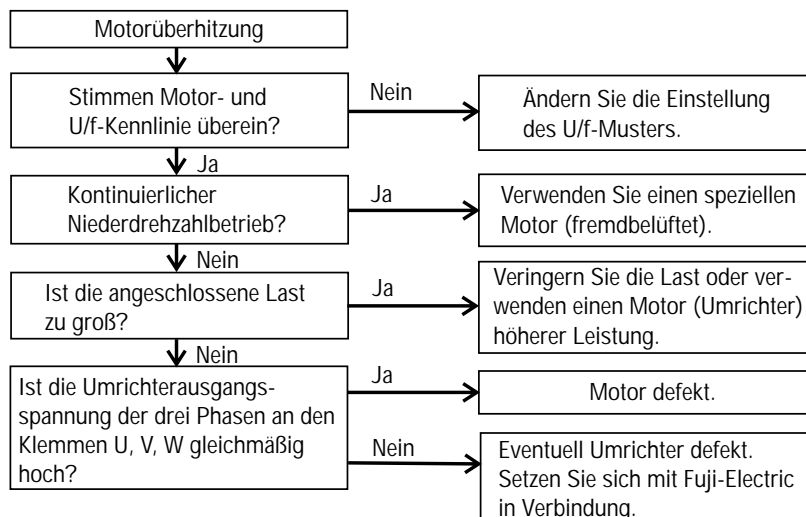 Motorüberhitzung
Stimmen Motor- und
U/f-Kennlinie überein?
Nein
Ändern Sie die Einstellung
des U/f-Musters.
Ja
Kontinuierlicher
Niederdrehzahlbetrieb?
Ja
Verwenden Sie einen speziellen
Motor (fremdbelüftet).
Nein
Ist die angeschlossene Last
zu groß?
Ja
Veringern Sie die Last oder ver-
wenden einen Motor (Umrichter)
höherer Leistung.
Nein
Ist die Umrichterausgangs-
spannung der drei Phasen an den
Klemmen U, V, W gleichmäßig
hoch?
Ja
Motor defekt.
Nein
Eventuell Umrichter defekt.
Setzen Sie sich mit Fuji-Electric
in Verbindung.